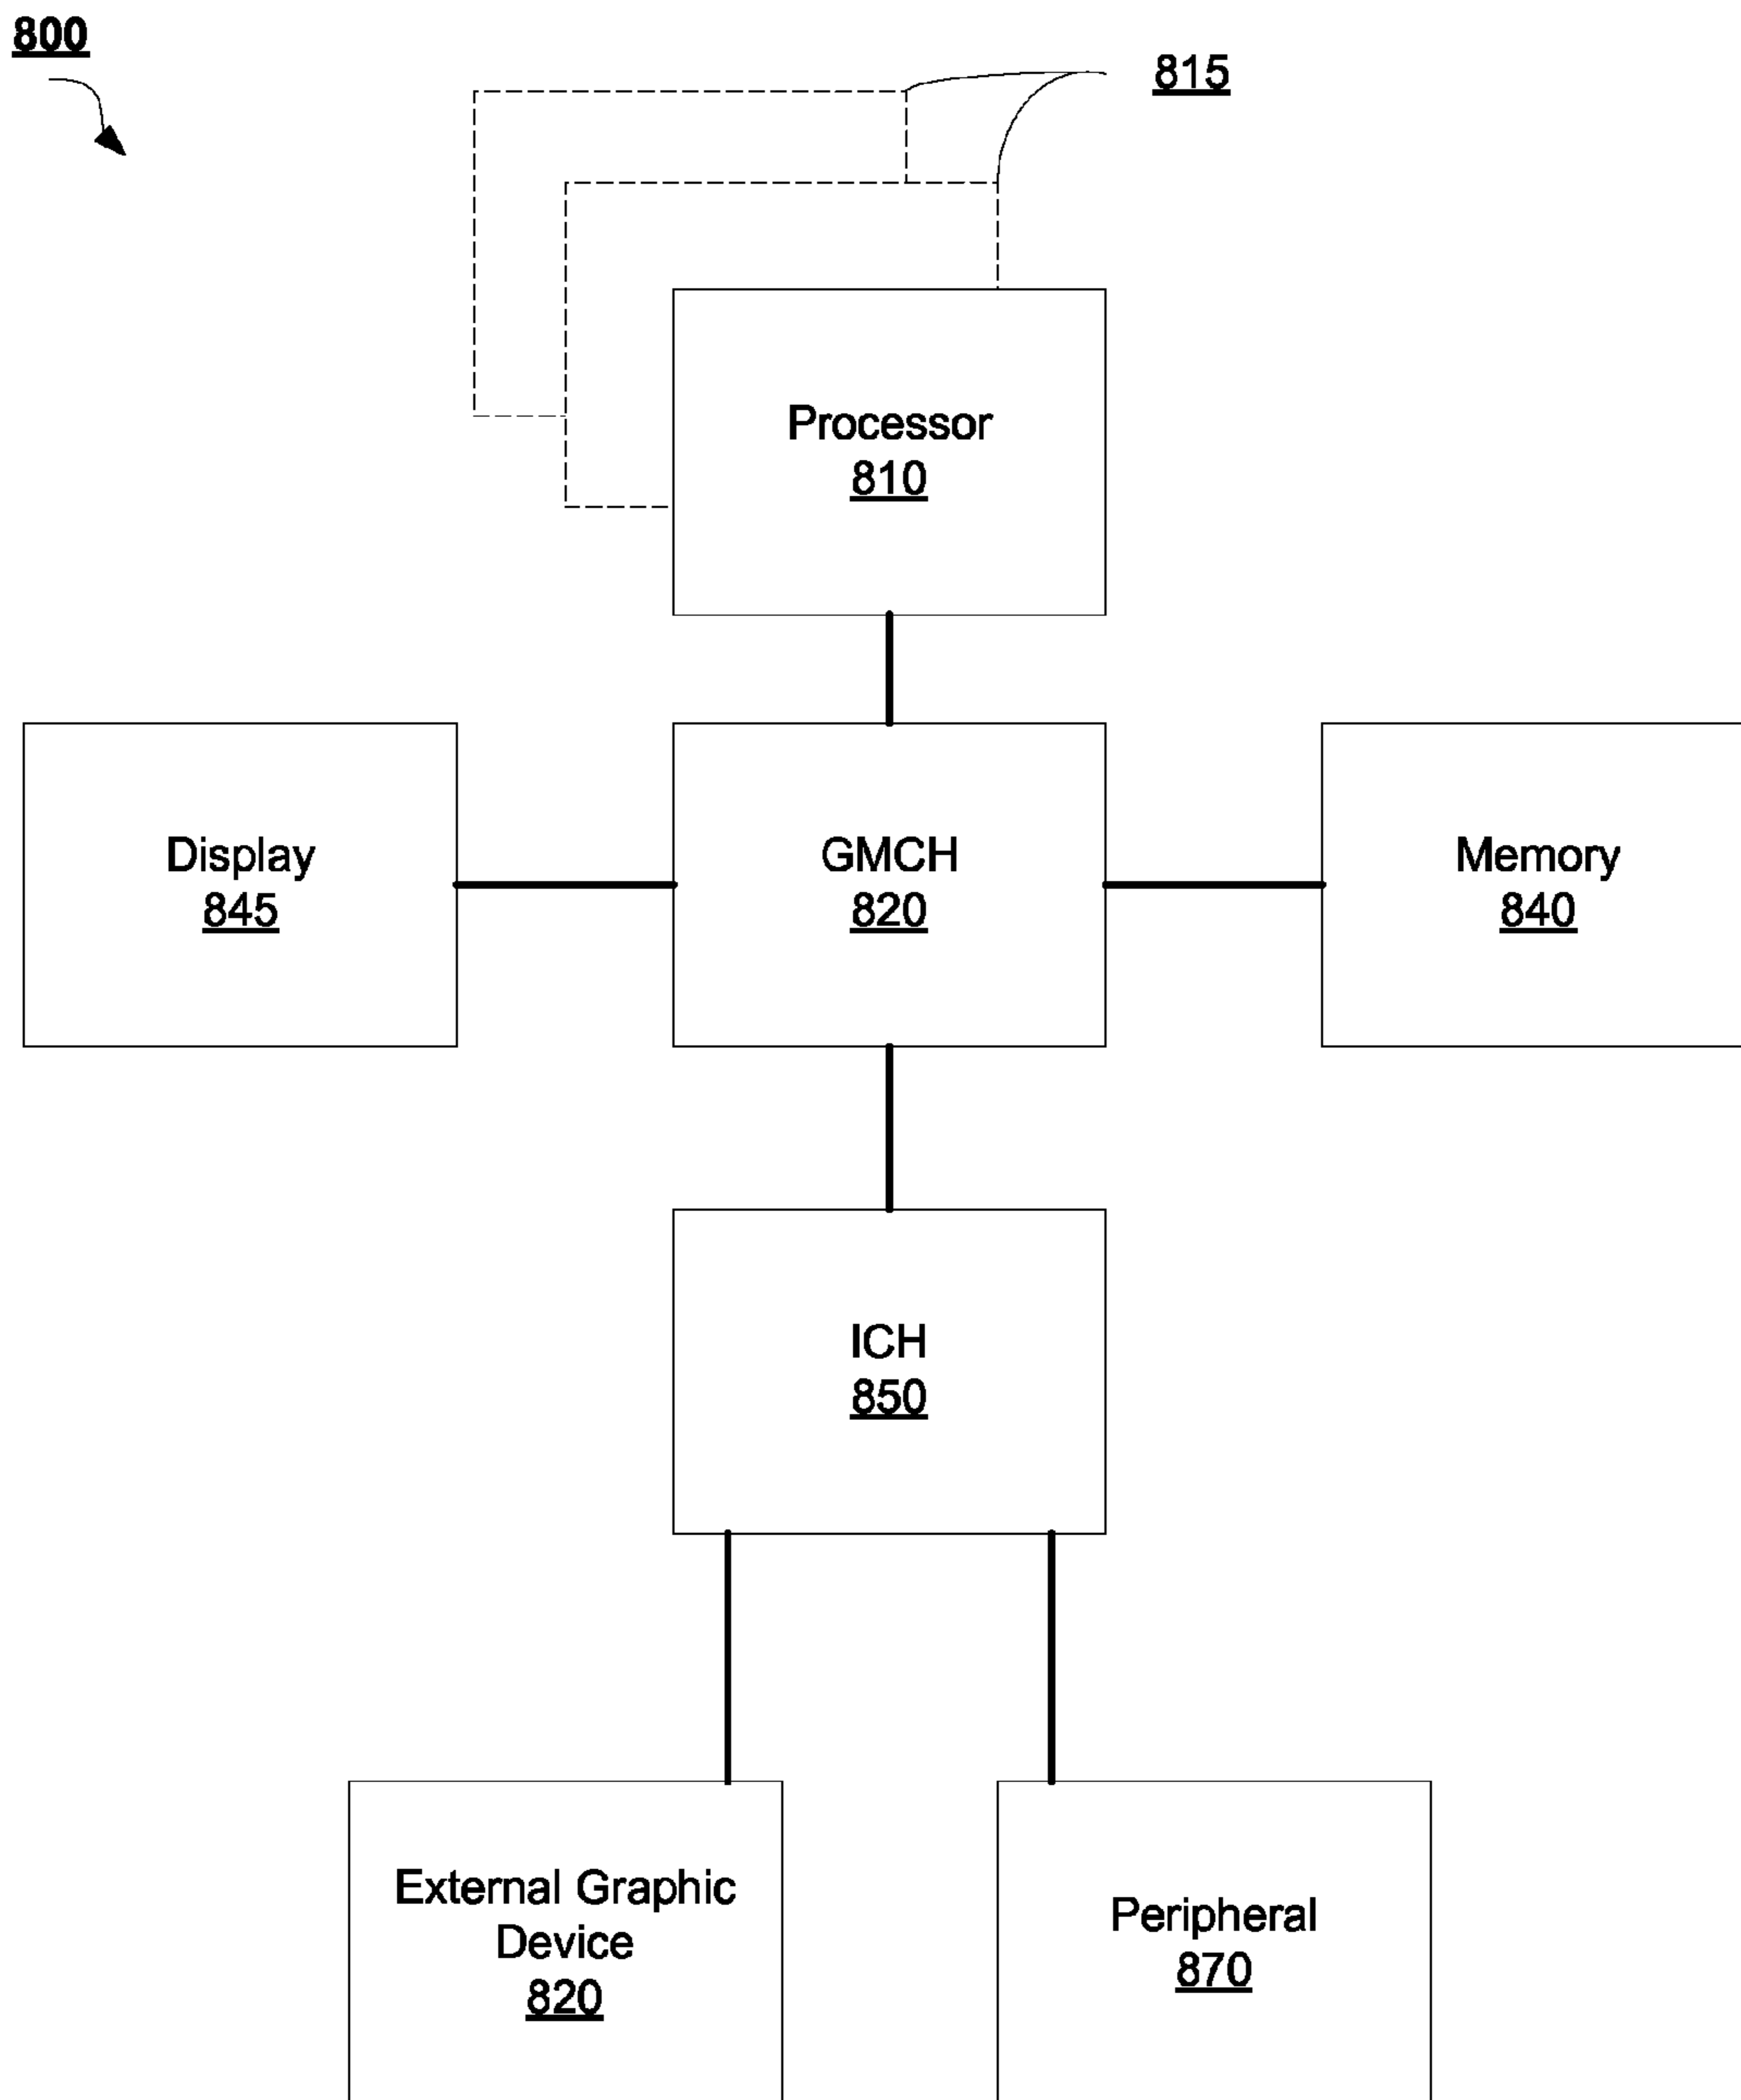 800
815
Processor
810
Display
845
GMCH
820
Memory
840
ICH
850
External Graphic
Device
820
Peripheral
870